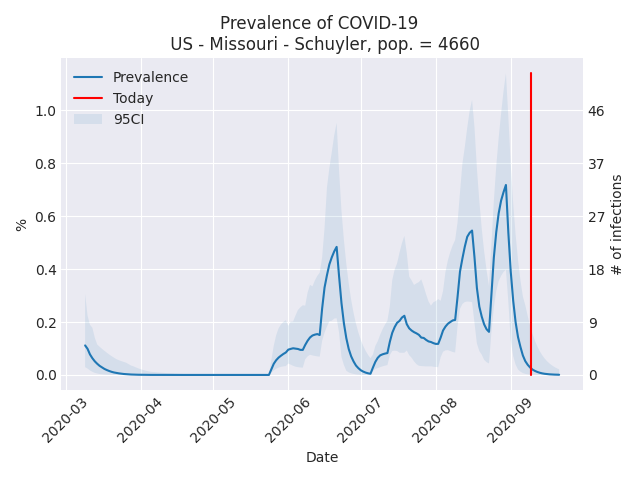 Prevalence of COVID-19
US - Missouri - Schuyler, pop. = 4660
Prevalence
Today
95CI
1.0
0.8
0.6
0.4
0.2
0.0
%
46
37
27
18
9
0
# of infections
2020-03
2020-04
2020-05
2020-06
2020-07
2020-08
2020-09
Date